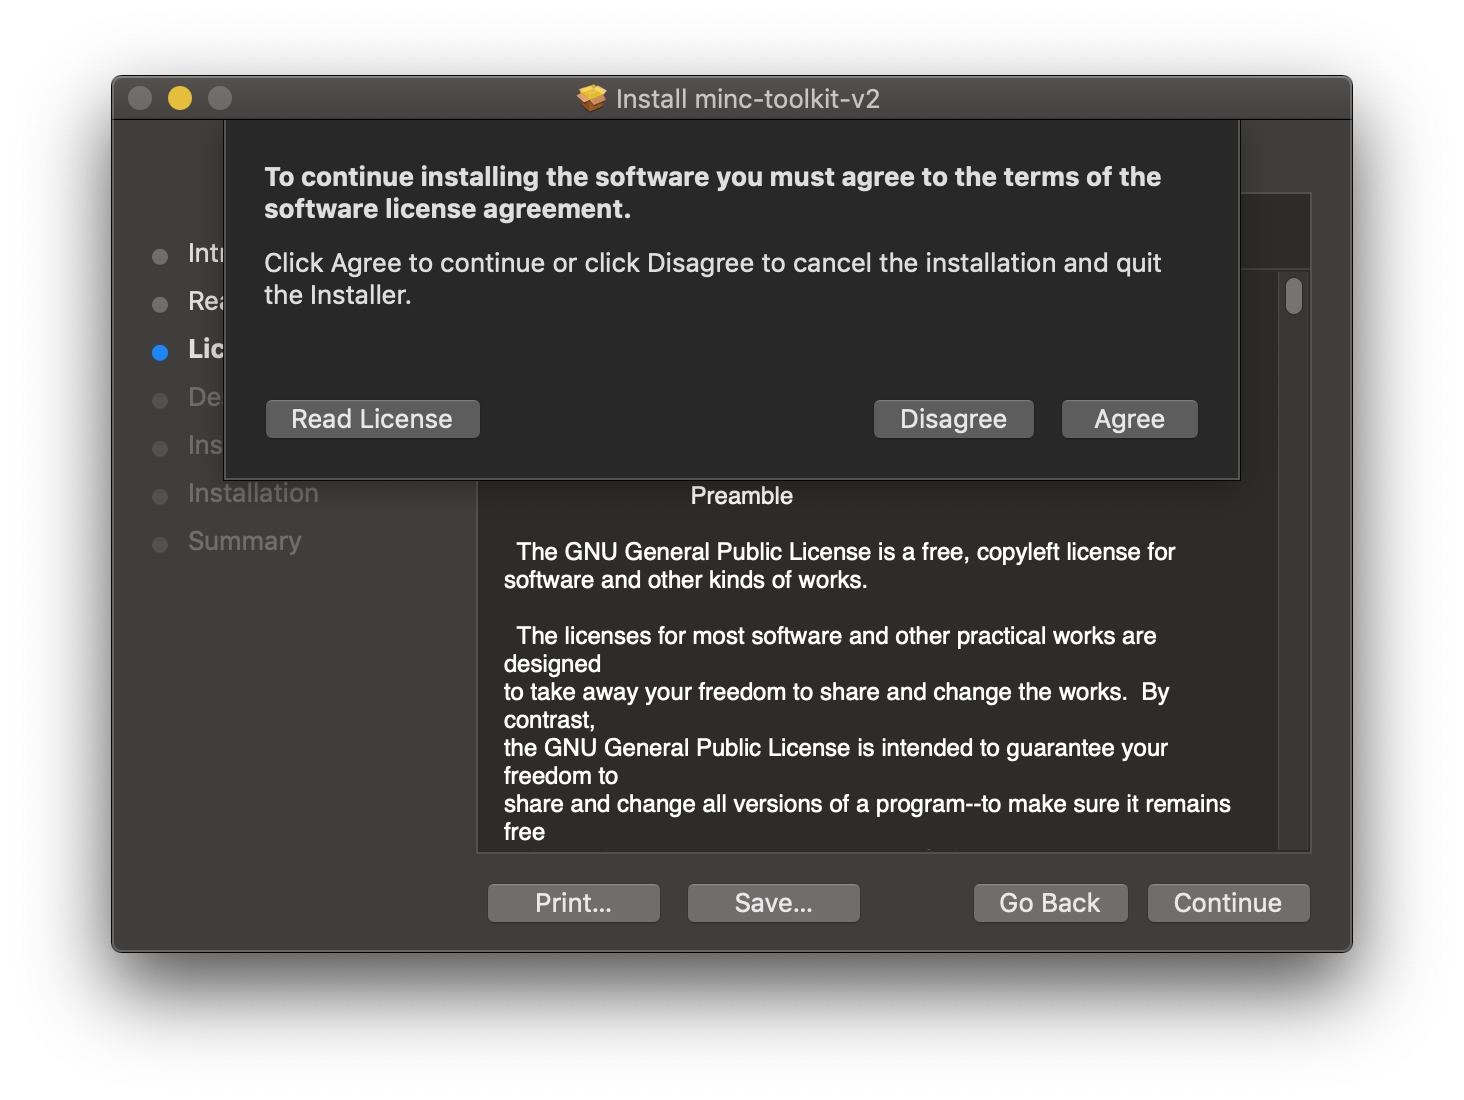 Install minc-toolkit-v2
To continue installing the software you must agree to the terms of the
software license agreement.
Click Agree to continue or click Disagree to cancel the installation and quit
the Installer.
Read License
Disagree
Agree
Installation
Summary
Preamble
The GNU General Public License is a free, copyleft license for
software and other kinds of works.
The licenses for most software and other practical works are
designed
to take away your freedom to share and change the works.  By
contrast,
the GNU General Public License is intended to guarantee your
freedom to
share and change all versions of a program--to make sure it remains
free
Print...
Save...
Go Back
Continue